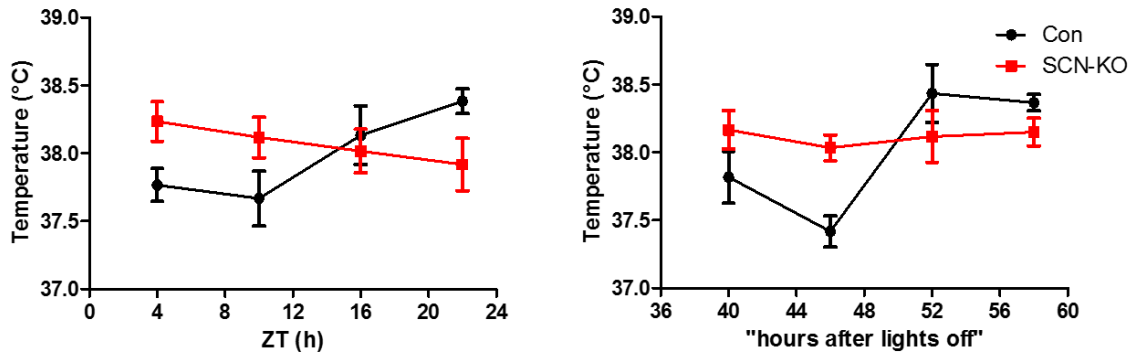 Temperature (°C)
39.0
38.5
38.0
37.5
37.0
0 4 8 12 16 20 24
ZT (h)
Temperature (°C)
39.0
38.5
38.0
37.5
37.0
36 40 44 48 52 56 60
"hours after lights off"
Con
SCN-KO